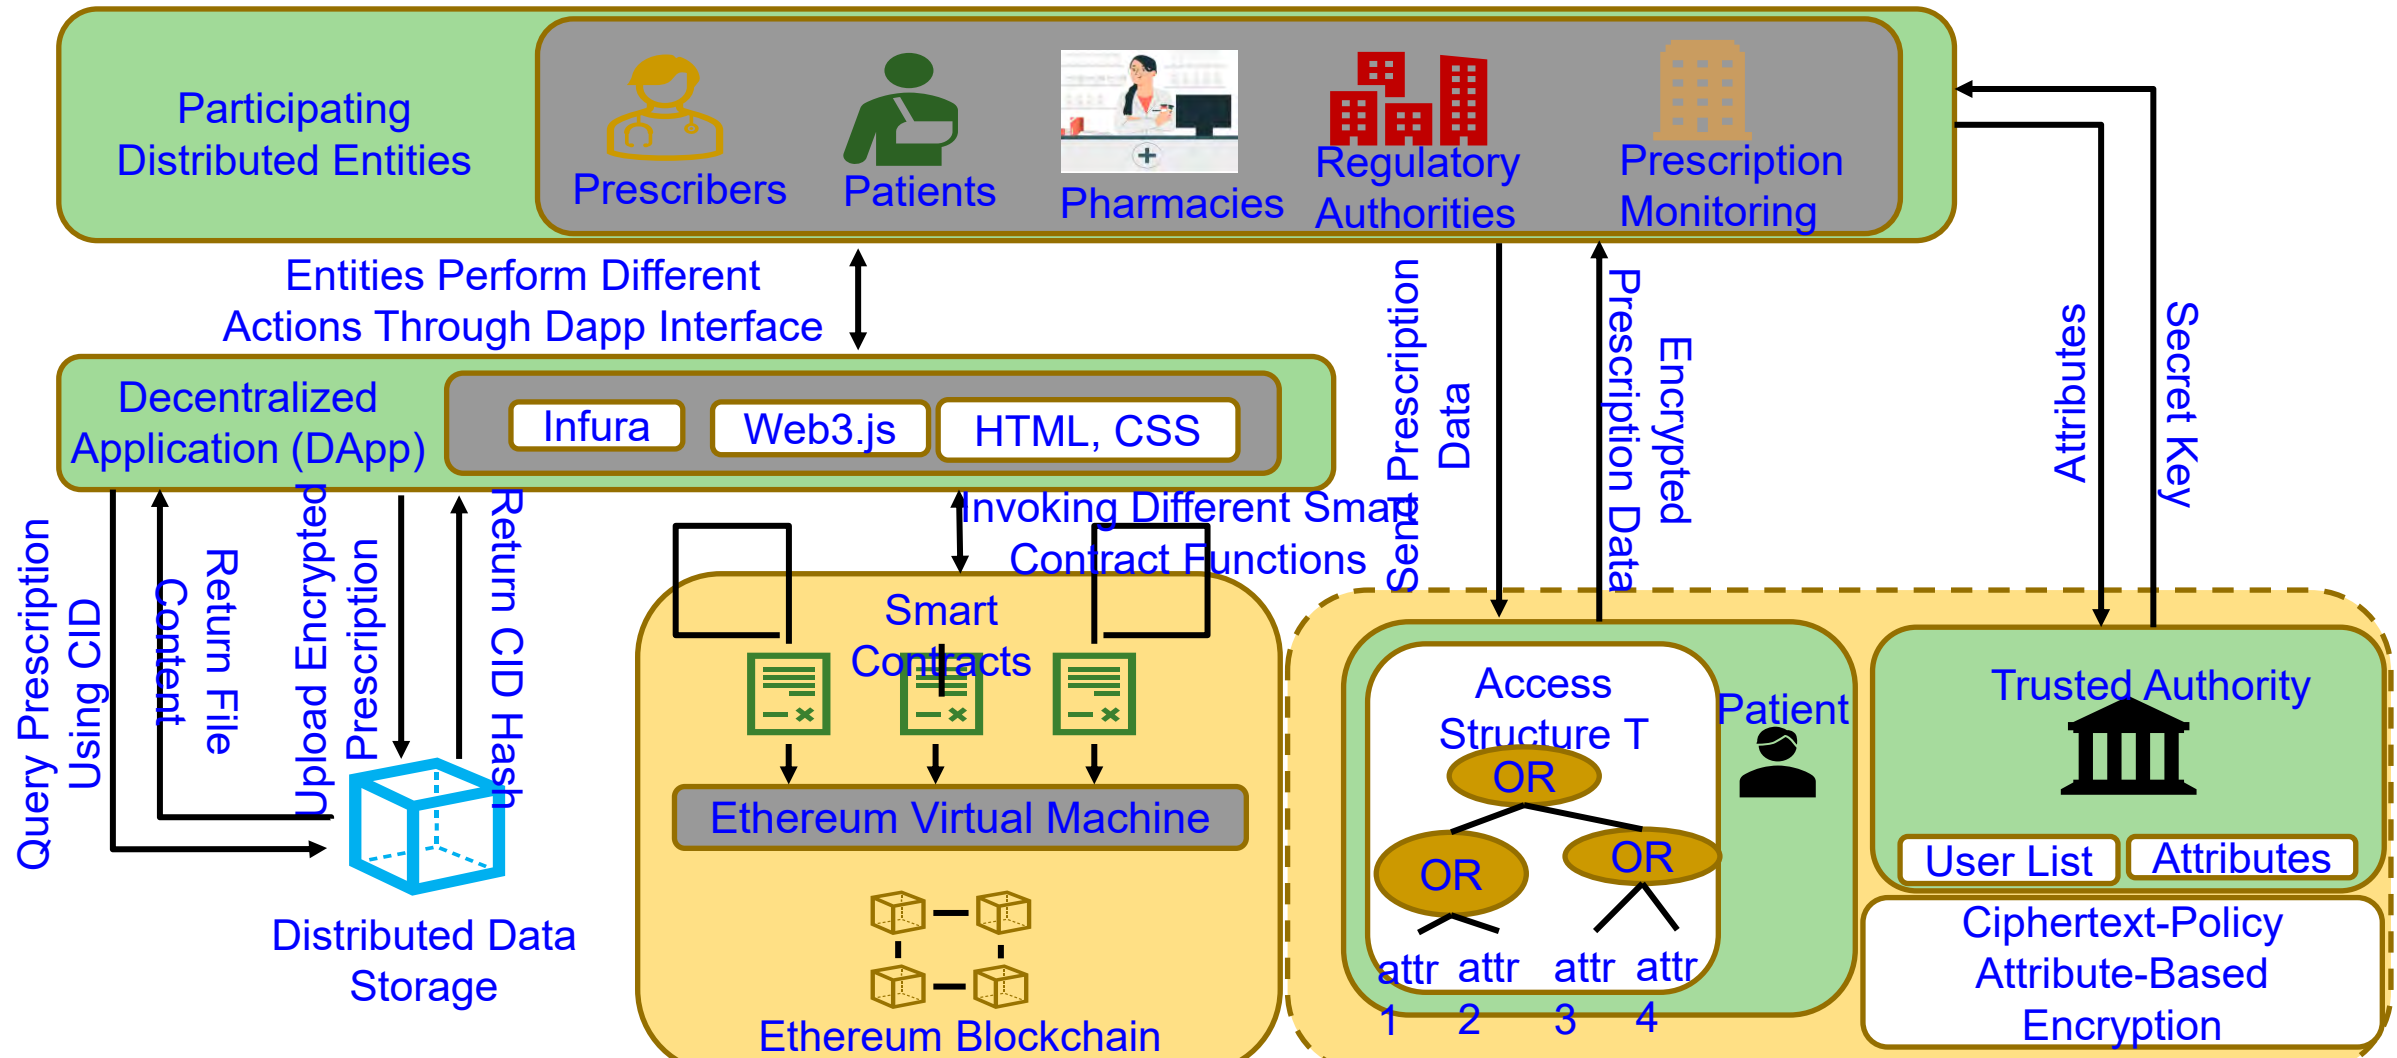 Participating
Distributed Entities
Prescribers
Patients
Pharmacies
Regulatory
Authorities
Prescription
Monitoring
Entities Perform Different
Actions Through Dapp Interface
Decentralized
Application (DApp)
Infura
Web3.js
HTML, CSS
Send Prescription
Data
Encrypted
Prescription Data
Attributes
Secret Key
Query Prescription
Using CID
Return File
Content
Upload Encrypted
Prescription
Return CID Hash
Invoking Different Smart
Contract Functions
Smart
Contracts
Ethereum Virtual Machine
Ethereum Blockchain
Distributed Data
Storage
Access
Structure T
OR
OR
OR
attr
1
attr
2
attr
3
attr
4
Patient
Trusted Authority
User List
Attributes
Ciphertext-Policy
Attribute-Based
Encryption